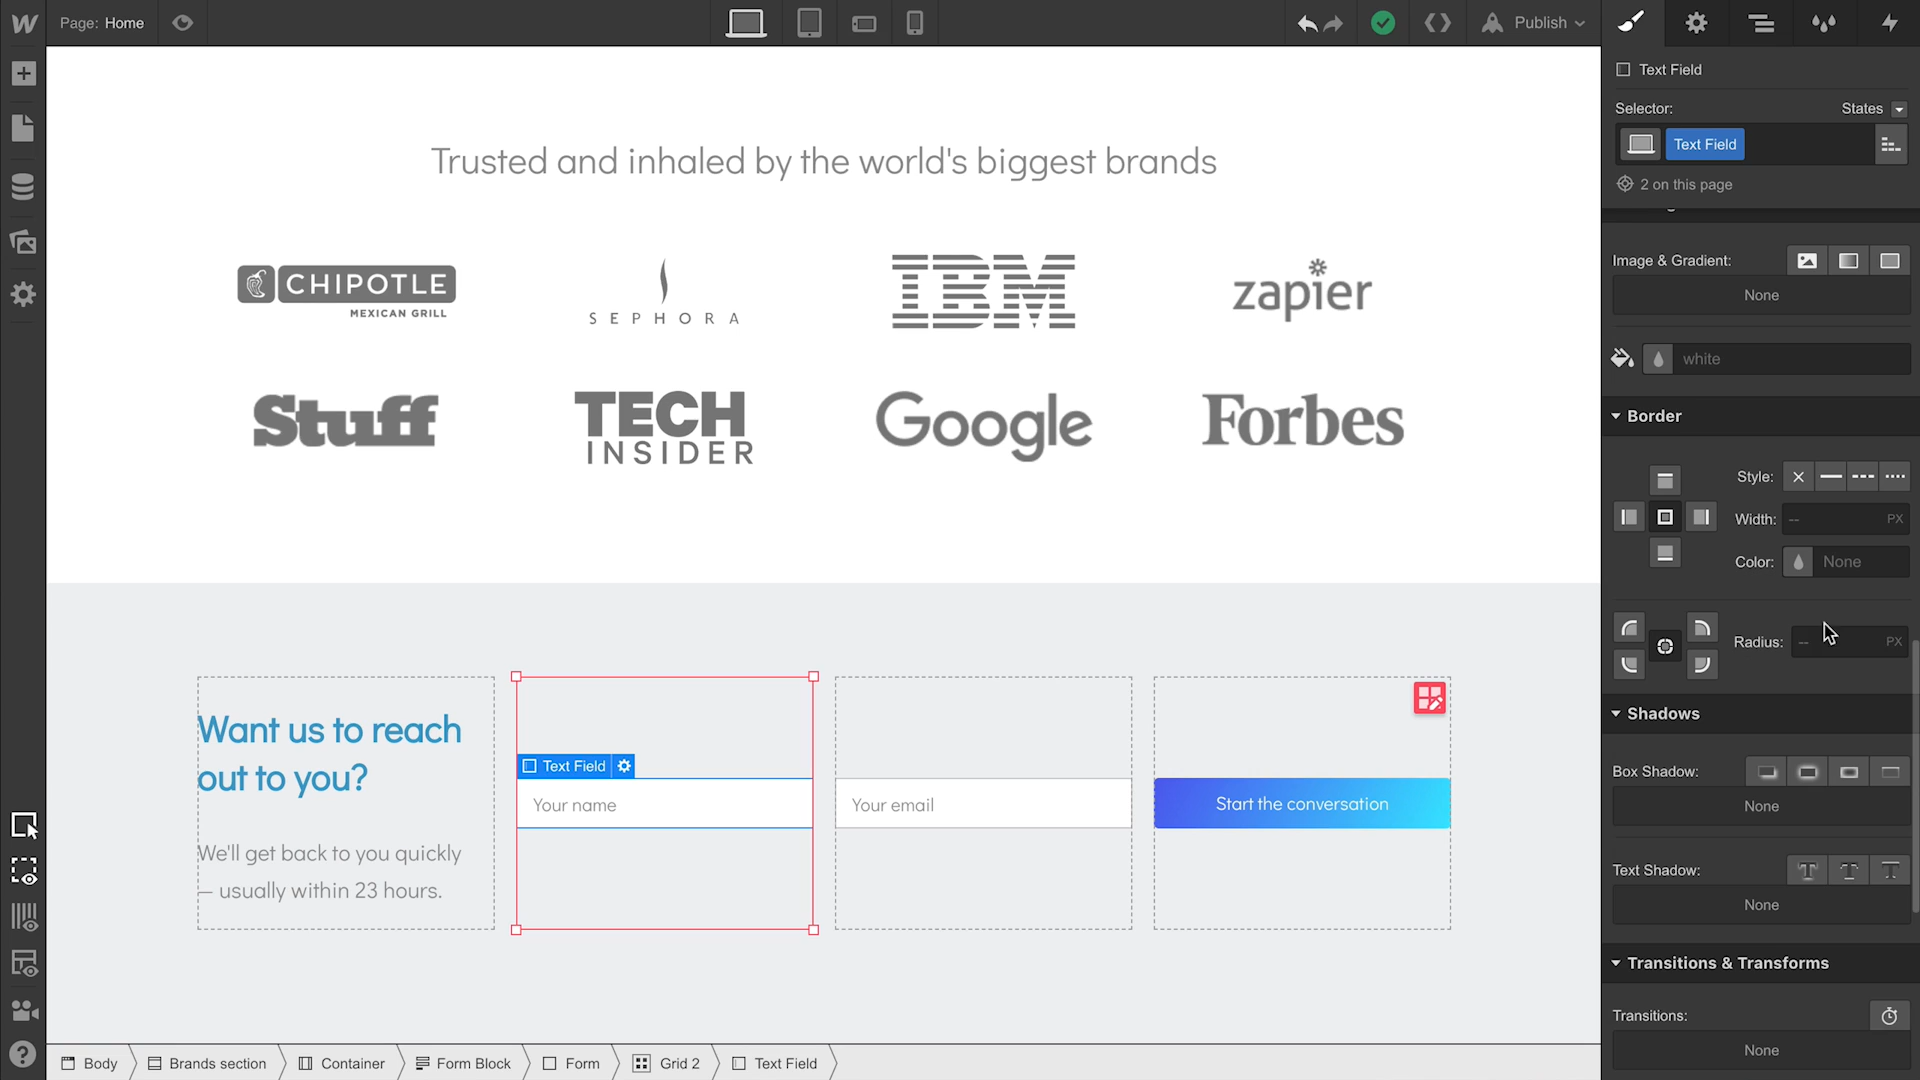 Page: Home
Publish
Text Field
Selector:
States
Text Field
2 on this page
Image & Gradient:
None
white
Border
Style:
Width:
--
PX
Color:
None
Radius:
--
PX
Shadows
Box Shadow:
None
Text Shadow:
None
Transitions & Transforms
Transitions:
None
Trusted and inhaled by the world's biggest brands
CHIPOTLE
MEXICAN GRILL
SEPHORA
IBM
zapier
Stuff
TECH
INSIDER
Google
Forbes
Want us to reach
out to you?
We'll get back to you quickly
— usually within 23 hours.
Text Field
Your name
Your email
Start the conversation
Body
Brands section
Container
Form Block
Form
Grid 2
Text Field